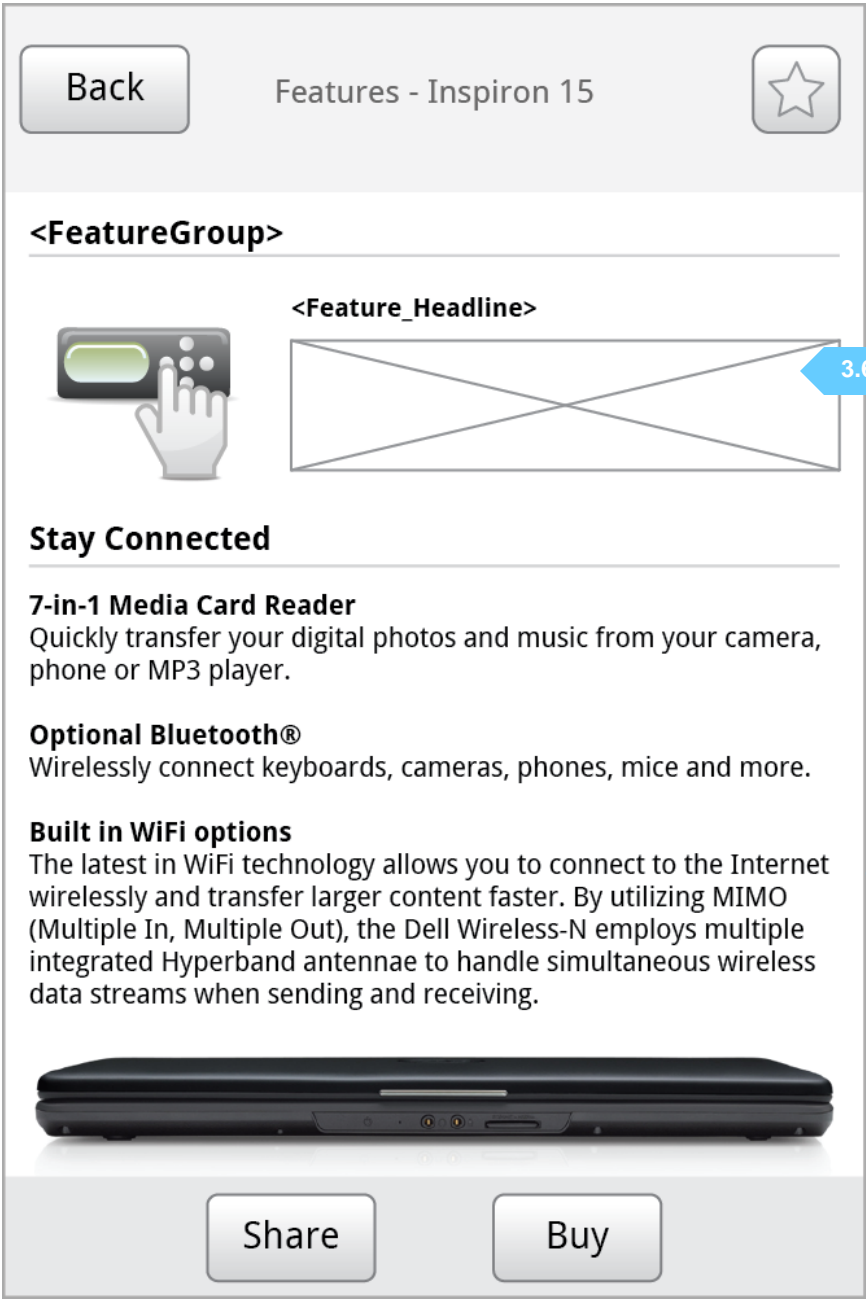 Back
Features - Inspiron 15
<FeatureGroup>
<Feature_Headline>
3.6
Stay Connected
7-in-1 Media Card Reader
Quickly transfer your digital photos and music from your camera,
phone or MP3 player.
Optional Bluetooth®
Wirelessly connect keyboards, cameras, phones, mice and more.
Built in WiFi options
The latest in WiFi technology allows you to connect to the Internet
wirelessly and transfer larger content faster. By utilizing MIMO
(Multiple In, Multiple Out), the Dell Wireless-N employs multiple
integrated Hyperband antennae to handle simultaneous wireless
data streams when sending and receiving.
Share
Buy